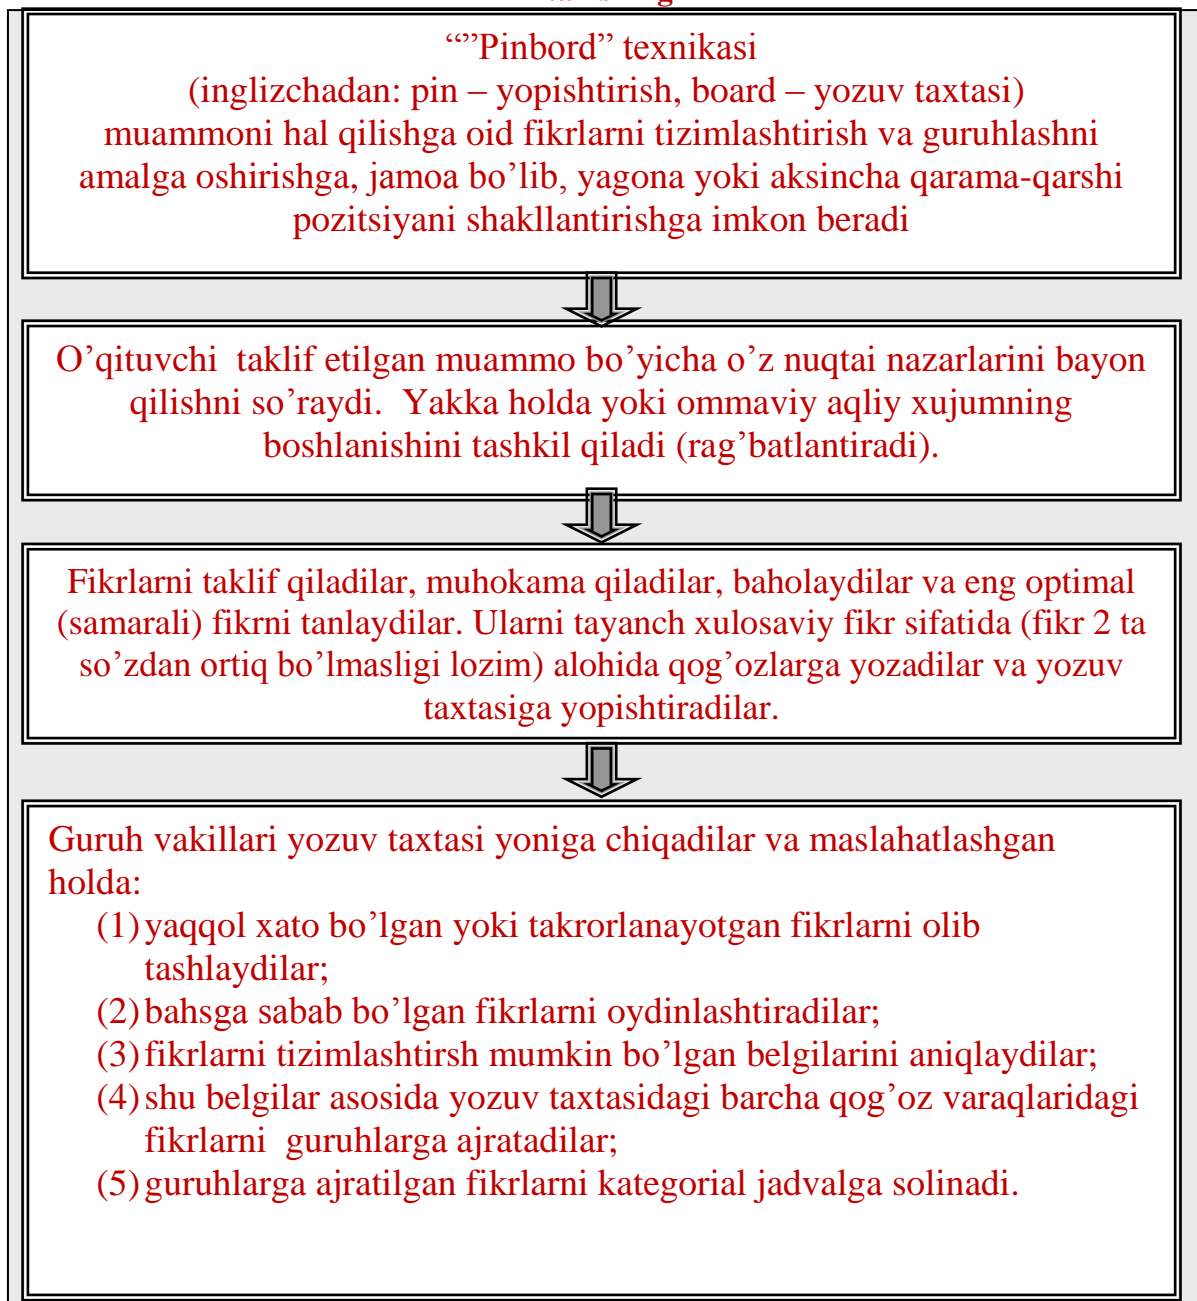 “”Pinbord” texnikasi
(inglizchadan: pin – yopishtirish, board – yozuv taxtasi)
muammoni hal qilishga oid fikrlarni tizimlashtirish va guruhlashni
amalga oshirishga, jamoa bo’lib, yagona yoki aksincha qarama-qarshi
pozitsiyani shakllantirishga imkon beradi
O’qituvchi taklif etilgan muammo bo’yicha o’z nuqtai nazarlarini bayon
qilishni so’raydi. Yakka holda yoki ommaviy aqliy xujumning
boshlanishini tashkil qiladi (rag’batlantiradi).
Fikrlarni taklif qiladilar, muhokama qiladilar, baholaydilar va eng optimal
(samarali) fikrni tanlaydilar. Ularni tayanch xulosaviy fikr sifatida (fikr 2 ta
so’zdan ortiq bo’lmasligi lozim) alohida qog’ozlarga yozadilar va yozuv
taxtasiga yopishtiradilar.
Guruh vakillari yozuv taxtasi yoniga chiqadilar va maslahatlashgan
holda:
(1) yaqqol xato bo’lgan yoki takrorlanayotgan fikrlarni olib
tashlaydilar;
(2) bahsga sabab bo’lgan fikrlarni oydinlashtiradilar;
(3) fikrlarni tizimlashtirsh mumkin bo’lgan belgilarini aniqlaydilar;
(4) shu belgilar asosida yozuv taxtasidagi barcha qog’oz varaqlaridagi
fikrlarni guruhlarga ajratadilar;
(5) guruhlarga ajratilgan fikrlarni kategorial jadvalga solinadi.